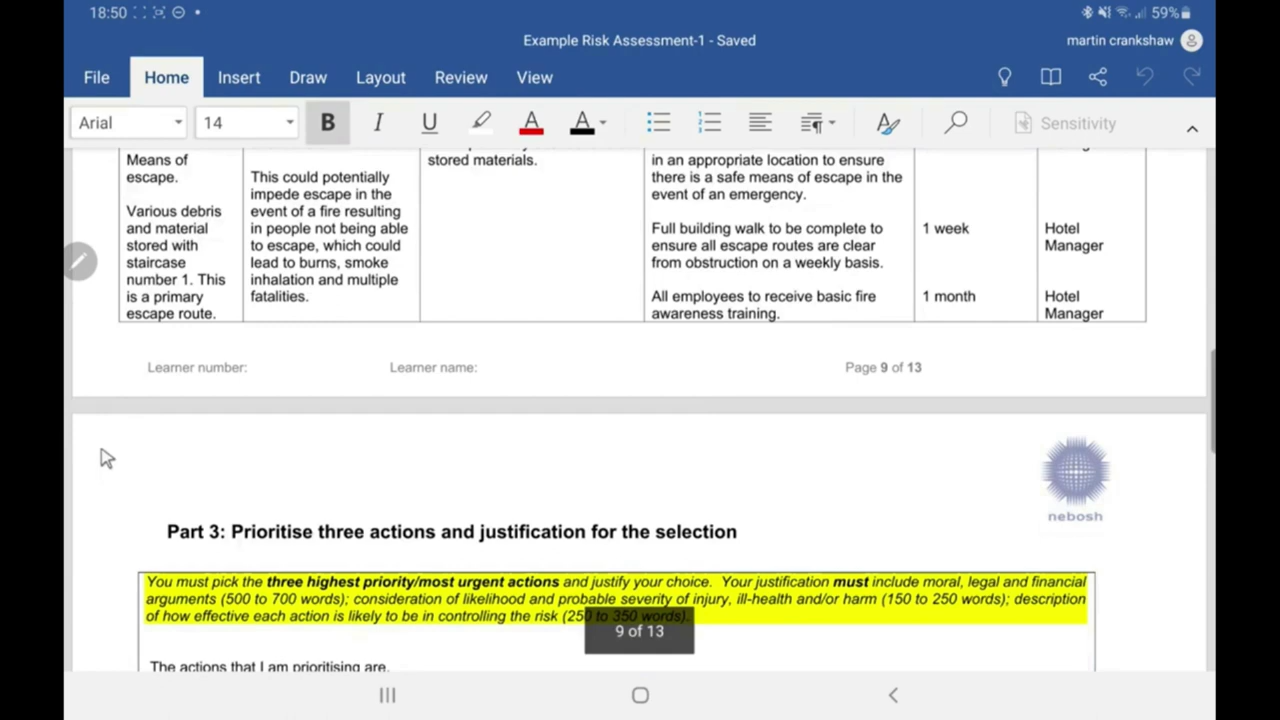 18:50
59%
Example Risk Assessment-1 - Saved
martin crankshaw
File
Home
Insert
Draw
Layout
Review
View
Arial
14
B
I
U
A
A
Sensitivity
Means of
escape.
Various debris
and material
stored with
staircase
number 1. This
is a primary
escape route.
This could potentially
impede escape in the
event of a fire resulting
in people not being able
to escape, which could
lead to burns, smoke
inhalation and multiple
fatalities.
stored materials.
in an appropriate location to ensure
there is a safe means of escape in the
event of an emergency.
Full building walk to be complete to
ensure all escape routes are clear
from obstruction on a weekly basis.
All employees to receive basic fire
awareness training.
1 week
1 month
Hotel
Manager
Hotel
Manager
Learner number:
Learner name:
Page 9 of 13
nebosh
Part 3: Prioritise three actions and justification for the selection
You must pick the three highest priority/most urgent actions and justify your choice. Your justification must include moral, legal and financial
arguments (500 to 700 words); consideration of likelihood and probable severity of injury, ill-health and/or harm (150 to 250 words); description
of how effective each action is likely to be in controlling the risk (250 to 350 words).
9 of 13
The actions that I am prioritising are.